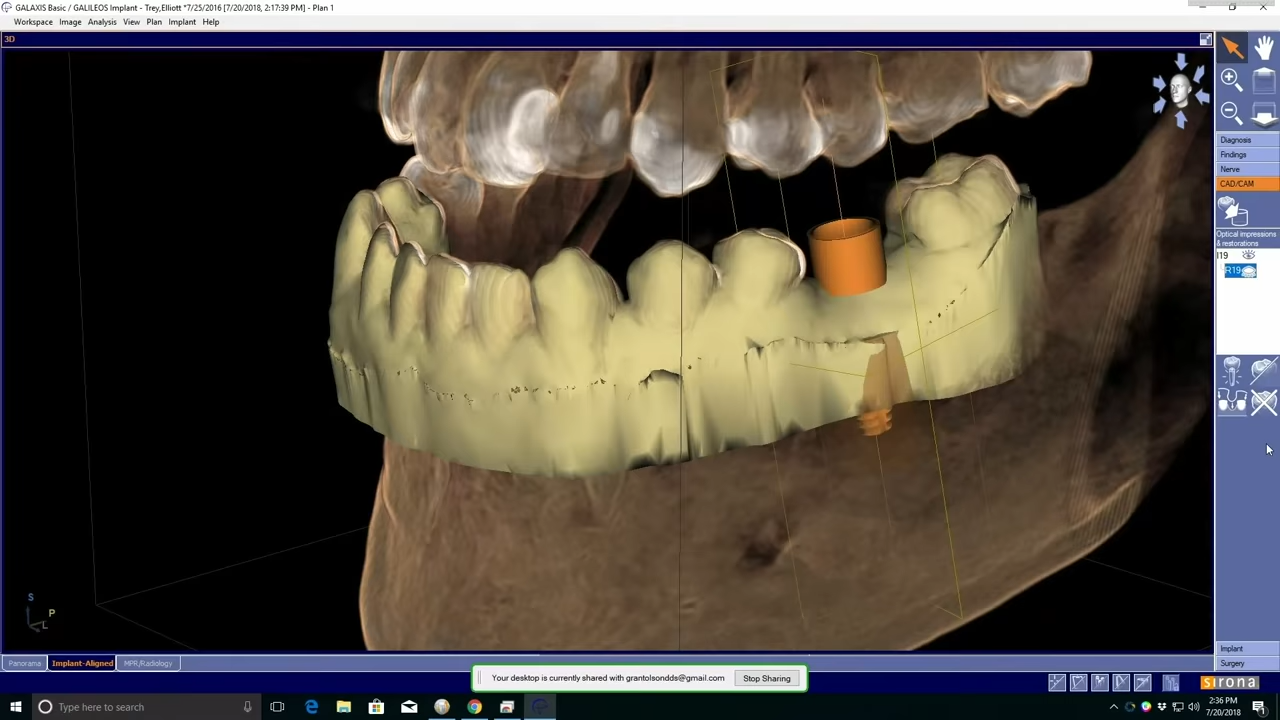 GALAXIS Basic / GALILEOS Implant - Trey,Elliott *7/25/2016 [7/20/2018, 2:17:39 PM] - Plan 1
Workspace Image Analysis View Plan Implant Help
3D
Diagnosis
Findings
Nerve
CAD/CAM
Optical impressions
& restorations
I19
R19
S
P
L
Implant
Surgery
Panorama Implant-Aligned MPR/Radiology
Your desktop is currently shared with grantolsondds@gmail.com Stop Sharing
sirona
Type here to search
2:36 PM
7/20/2018